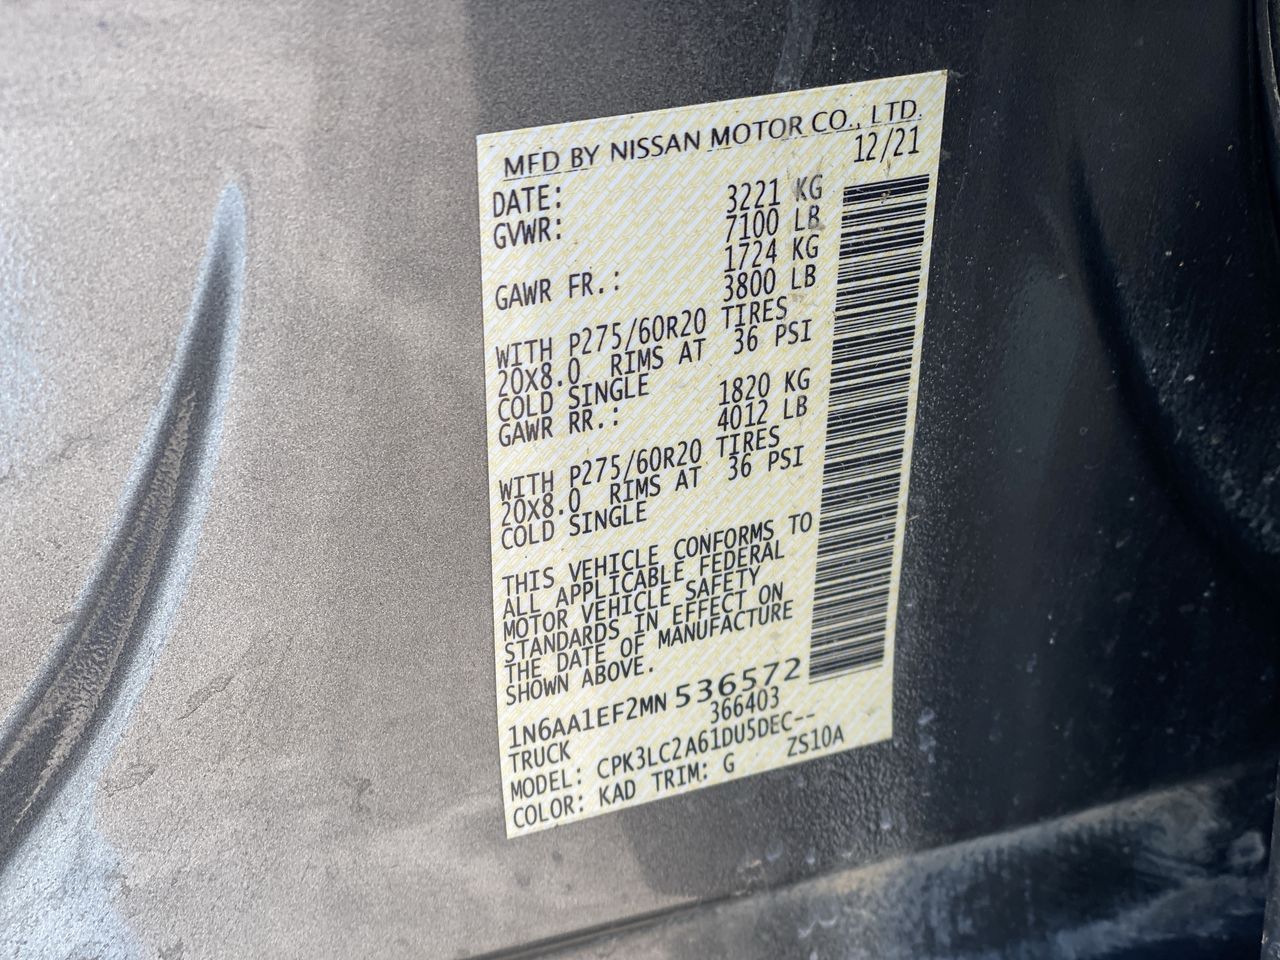 MFD BY NISSAN MOTOR CO., LTD.
DATE: 12/21
GVWR: 3221 KG
7100 LB
GAWR FR.: 1724 KG
3800 LB
WITH P275/60R20 TIRES
20X8.0 RIMS AT 36 PSI
COLD SINGLE
GAWR RR.: 1820 KG
4012 LB
WITH P275/60R20 TIRES
20X8.0 RIMS AT 36 PSI
COLD SINGLE
THIS VEHICLE CONFORMS TO
ALL APPLICABLE FEDERAL
MOTOR VEHICLE SAFETY
STANDARDS IN EFFECT ON
THE DATE OF MANUFACTURE
SHOWN ABOVE.
1N6AA1EF2MN536572
TRUCK 366403
MODEL: CPK3LC2A61DU5DEC--
COLOR: KAD TRIM: G ZS10A